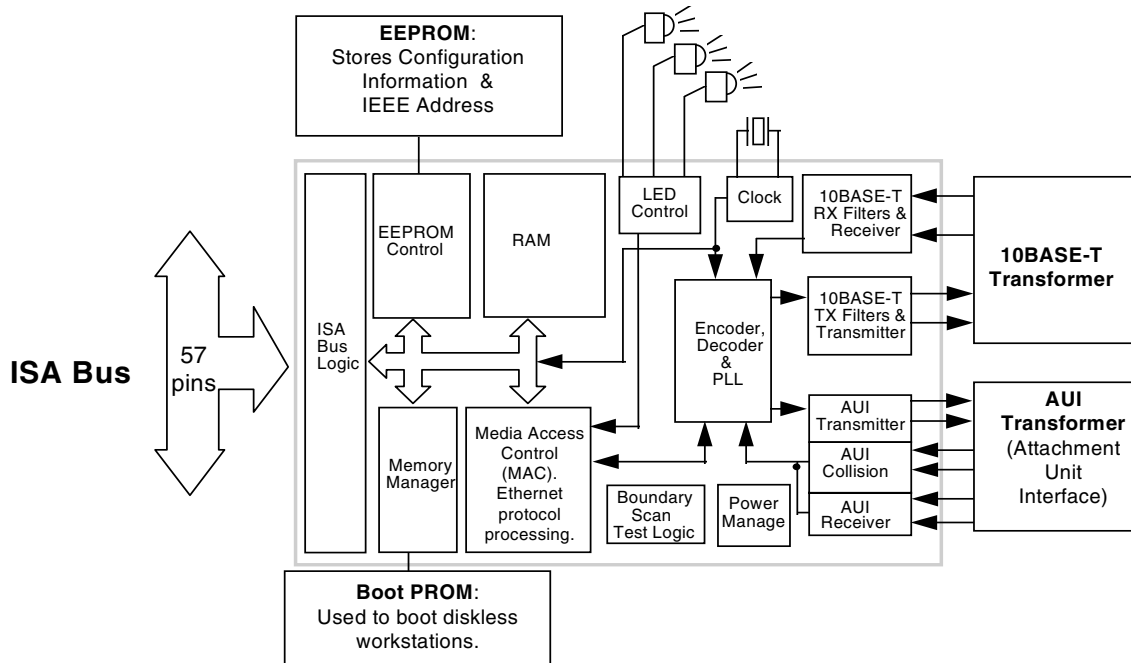 EEPROM:
Stores Configuration
Information &
IEEE Address
LED
Control
Clock
10BASE-T
RX Filters &
Receiver
10BASE-T
Transformer
EEPROM
Control
RAM
10BASE-T
TX Filters &
Transmitter
Encoder,
Decoder
&
PLL
ISA
Bus
Logic
ISA Bus
57
pins
AUI
Transmitter
AUI
Collision
AUI
Receiver
AUI
Transformer
(Attachment
Unit
Interface)
Memory
Manager
Media Access
Control
(MAC).
Ethernet
protocol
processing.
Boundary
Scan
Test Logic
Power
Manage
Boot PROM:
Used to boot diskless
workstations.